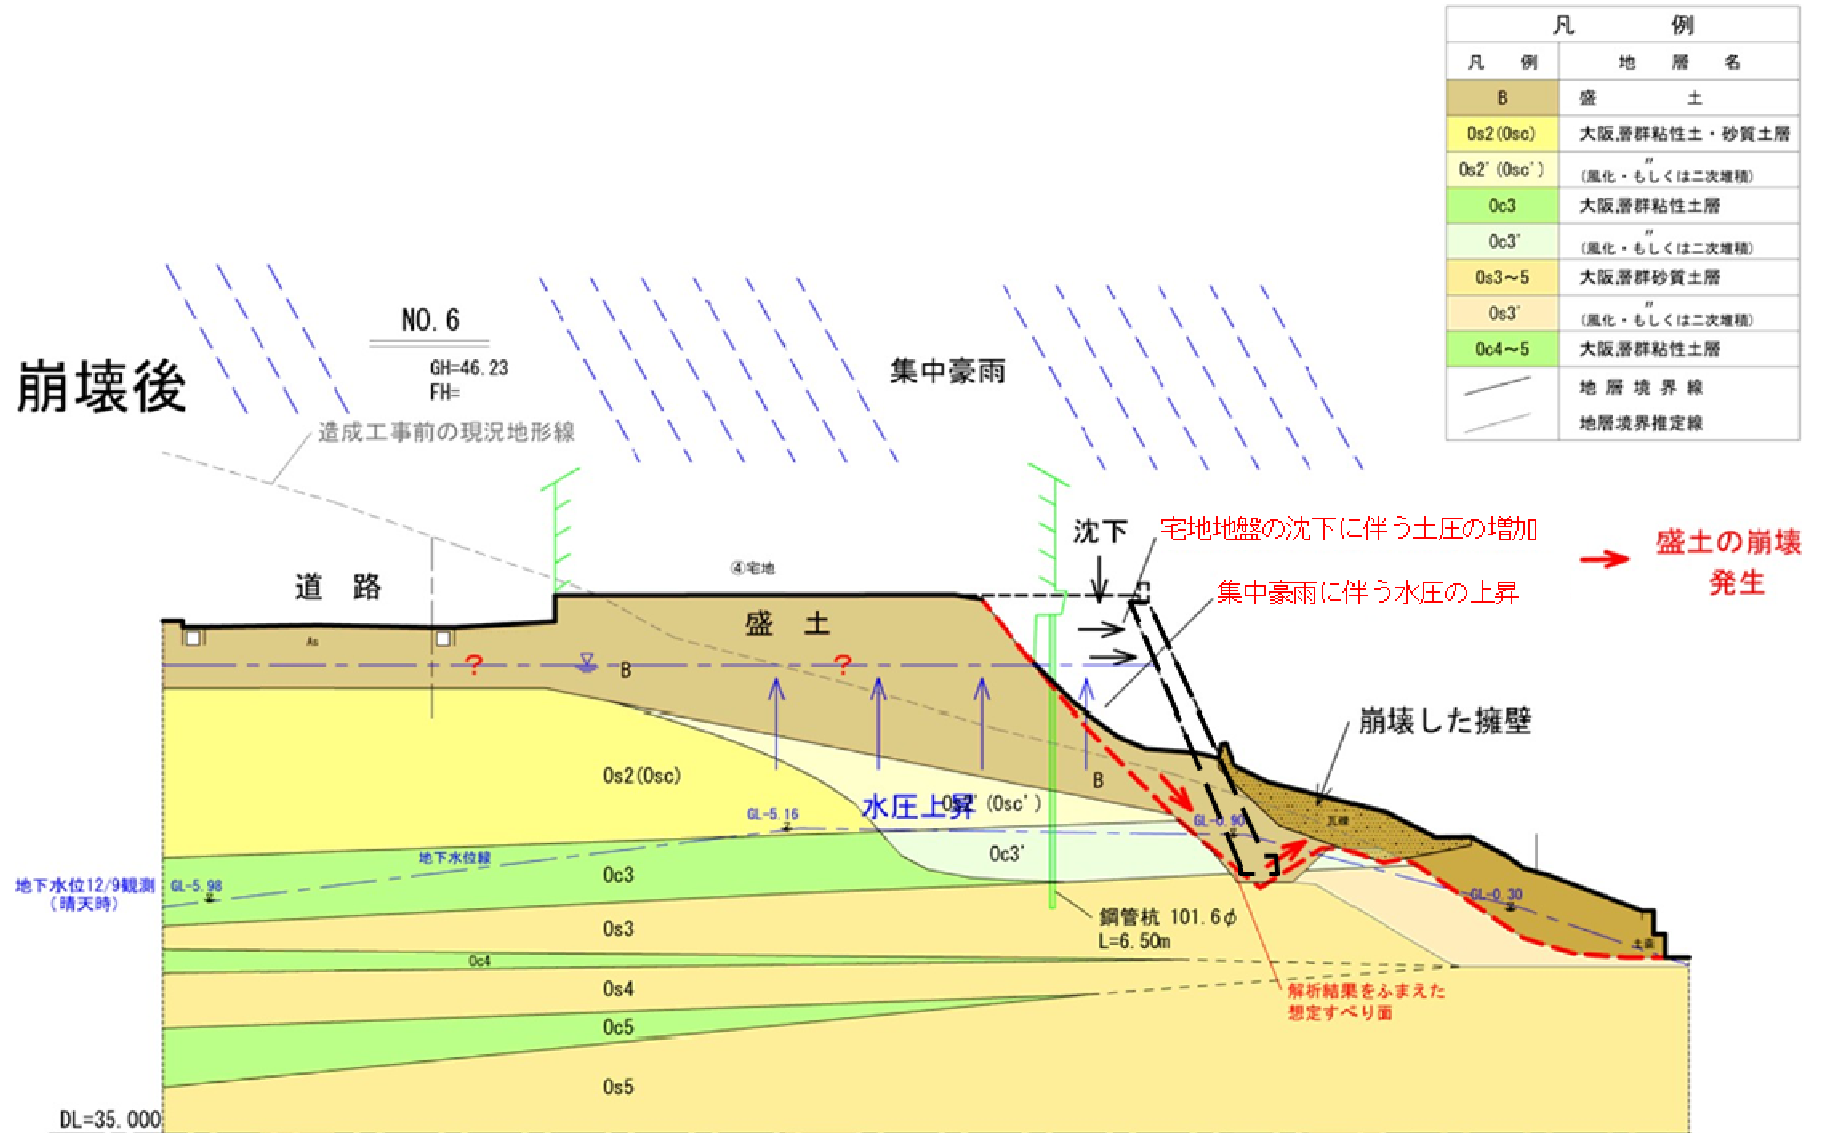 凡 例
凡 例
地 層 名
B
盛 土
Os2(Osc)
大阪層群粘性土・砂質土層
Os2'(Osc')
〃
(風化・もしくは二次堆積)
Oc3
大阪層群粘性土層
Oc3'
〃
(風化・もしくは二次堆積)
Os3～5
大阪層群砂質土層
Os3'
〃
(風化・もしくは二次堆積)
Oc4～5
大阪層群粘性土層
地 層 境 界 線
地層境界推定線
崩壊後
NO.6
GH=46.23
FH=
集中豪雨
造成工事前の現況地形線
沈下
宅地地盤の沈下に伴う土圧の増加
盛土の崩壊
発生
④宅地
道 路
集中豪雨に伴う水圧の上昇
盛 土
As
?
B
?
崩壊した擁壁
Os2(Osc)
B
水圧上昇
Os2'(Osc')
GL-5.16
GL-0.90
瓦礫
地下水位線
Oc3'
Oc3
地下水位12/9観測
(晴天時)
GL-5.98
GL-0.30
鋼管杭 101.6φ
L=6.50m
Os3
Oc4
Os4
解析結果をふまえた
想定すべり面
Oc5
Os5
DL=35.000